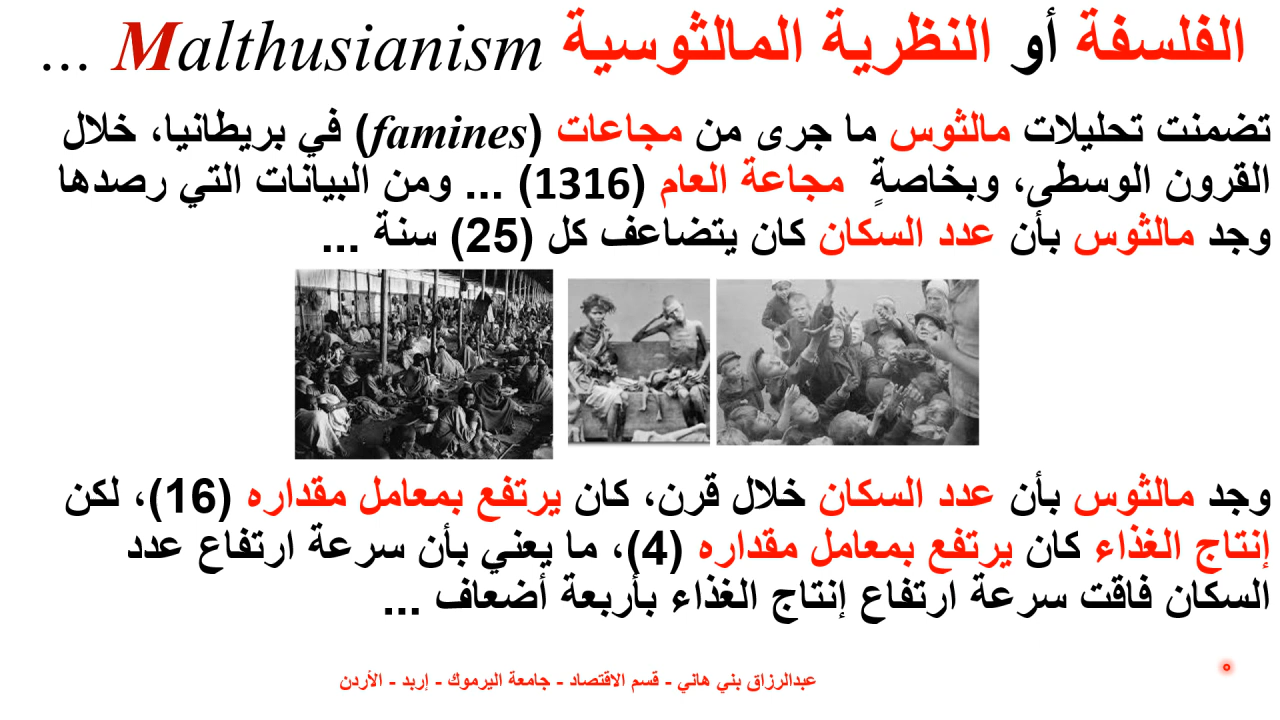 الفلسفة أو النظرية المالثوسية Malthusianism ...
تضمنت تحليلات مالثوس ما جرى من مجاعات (famines) في بريطانيا، خلال
القرون الوسطى، وبخاصةٍ مجاعة العام (1316) ... ومن البيانات التي رصدها
وجد مالثوس بأن عدد السكان كان يتضاعف كل (25) سنة ...
وجد مالثوس بأن عدد السكان خلال قرن، كان يرتفع بمعامل مقداره (16)، لكن
إنتاج الغذاء كان يرتفع بمعامل مقداره (4)، ما يعني بأن سرعة ارتفاع عدد
السكان فاقت سرعة ارتفاع إنتاج الغذاء بأربعة أضعاف ...
عبدالرزاق بني هاني - قسم الاقتصاد - جامعة اليرموك - إربد - الأردن